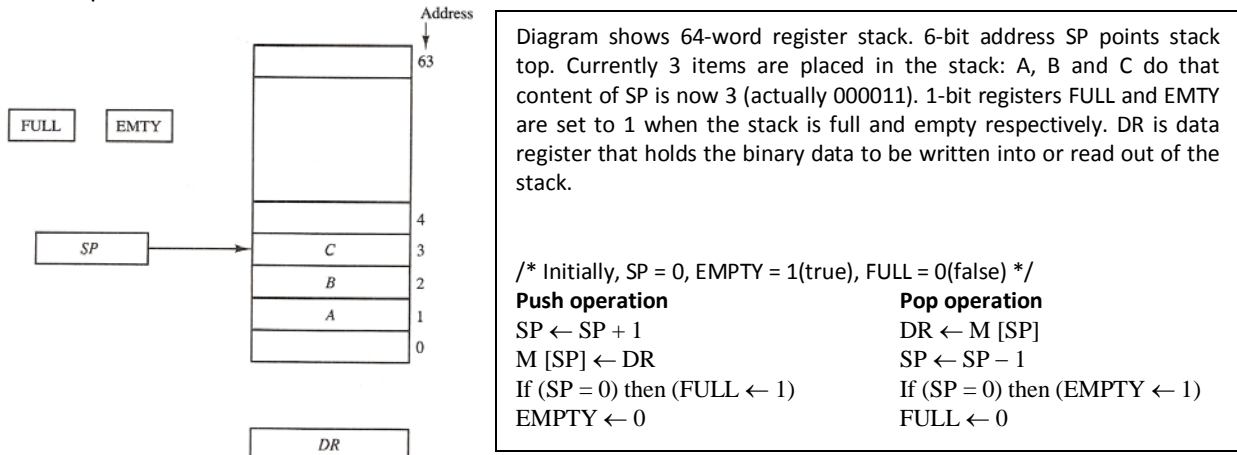 Address
63
FULL
EMTY
4
SP
C
3
B
2
A
1
0
DR
Diagram shows 64-word register stack. 6-bit address SP points stack
top. Currently 3 items are placed in the stack: A, B and C do that
content of SP is now 3 (actually 000011). 1-bit registers FULL and EMTY
are set to 1 when the stack is full and empty respectively. DR is data
register that holds the binary data to be written into or read out of the
stack.
/* Initially, SP = 0, EMPTY = 1(true), FULL = 0(false) */
Push operation Pop operation
SP ← SP + 1 DR ← M [SP]
M [SP] ← DR SP ← SP – 1
If (SP = 0) then (FULL ← 1) If (SP = 0) then (EMPTY ← 1)
EMPTY ← 0 FULL ← 0